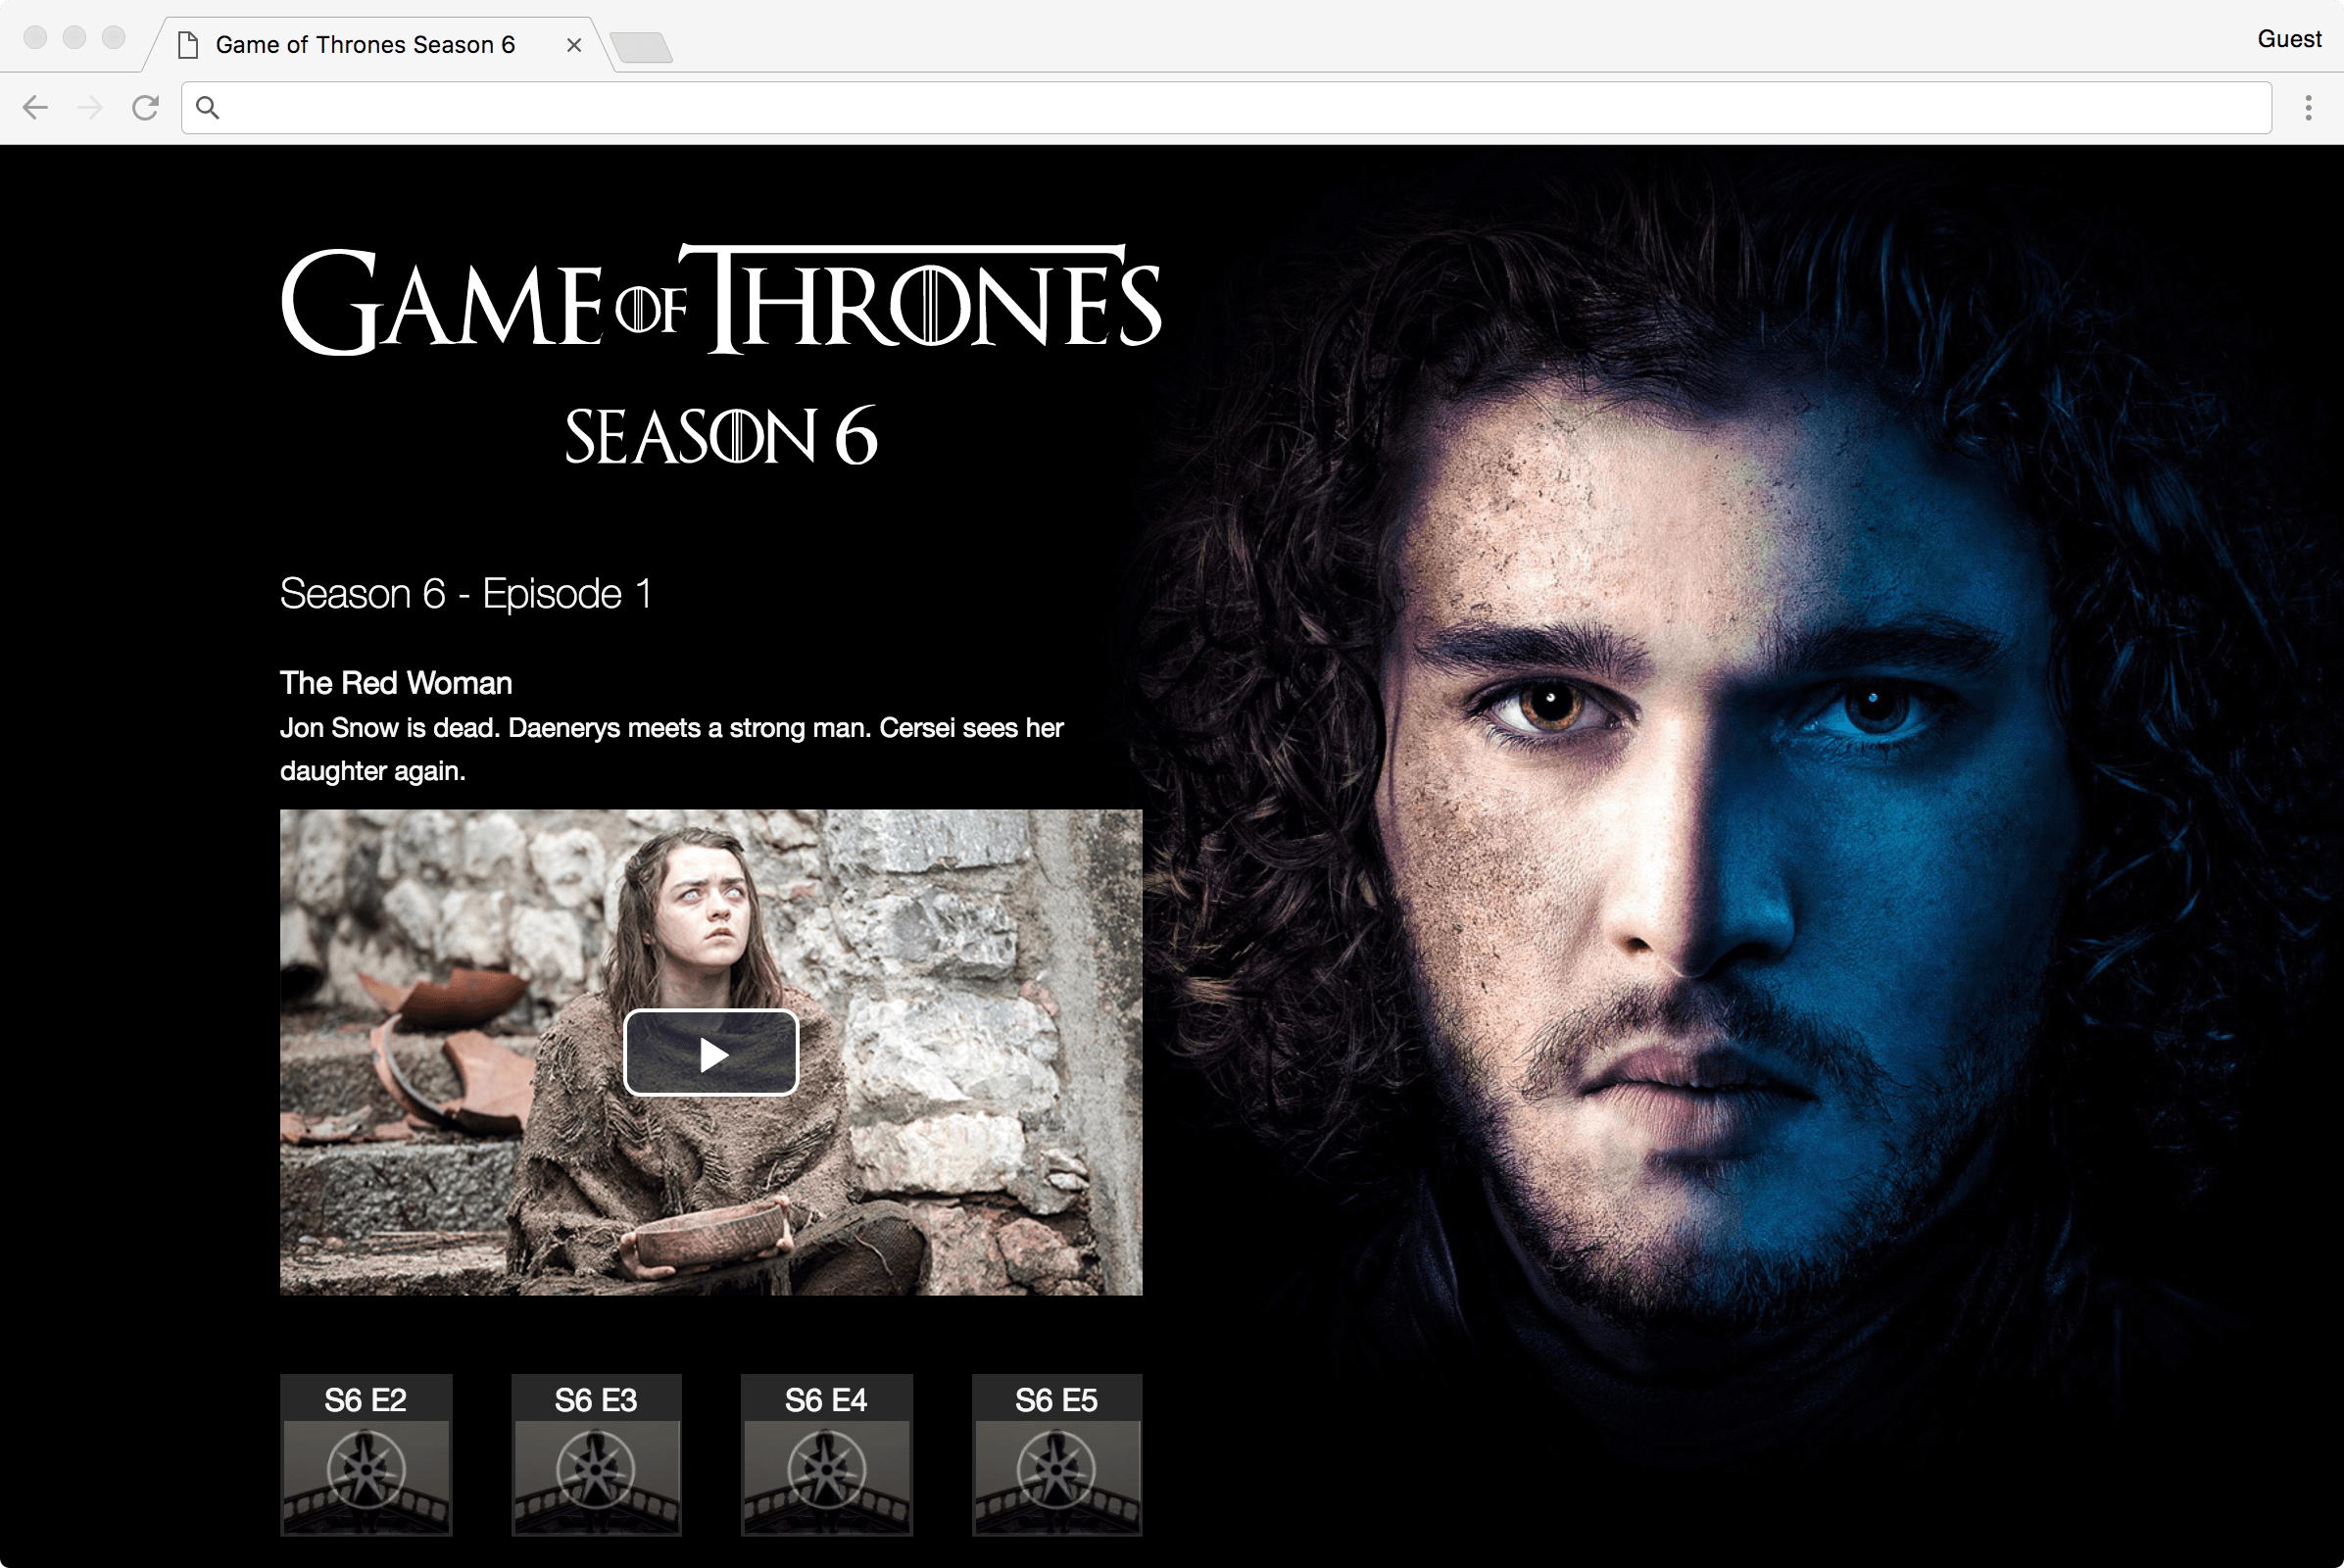 Game of Thrones Season 6
Guest
GAME OF THRONES
SEASON 6
Season 6 - Episode 1
The Red Woman
Jon Snow is dead. Daenerys meets a strong man. Cersei sees her
daughter again.
S6 E2
S6 E3
S6 E4
S6 E5